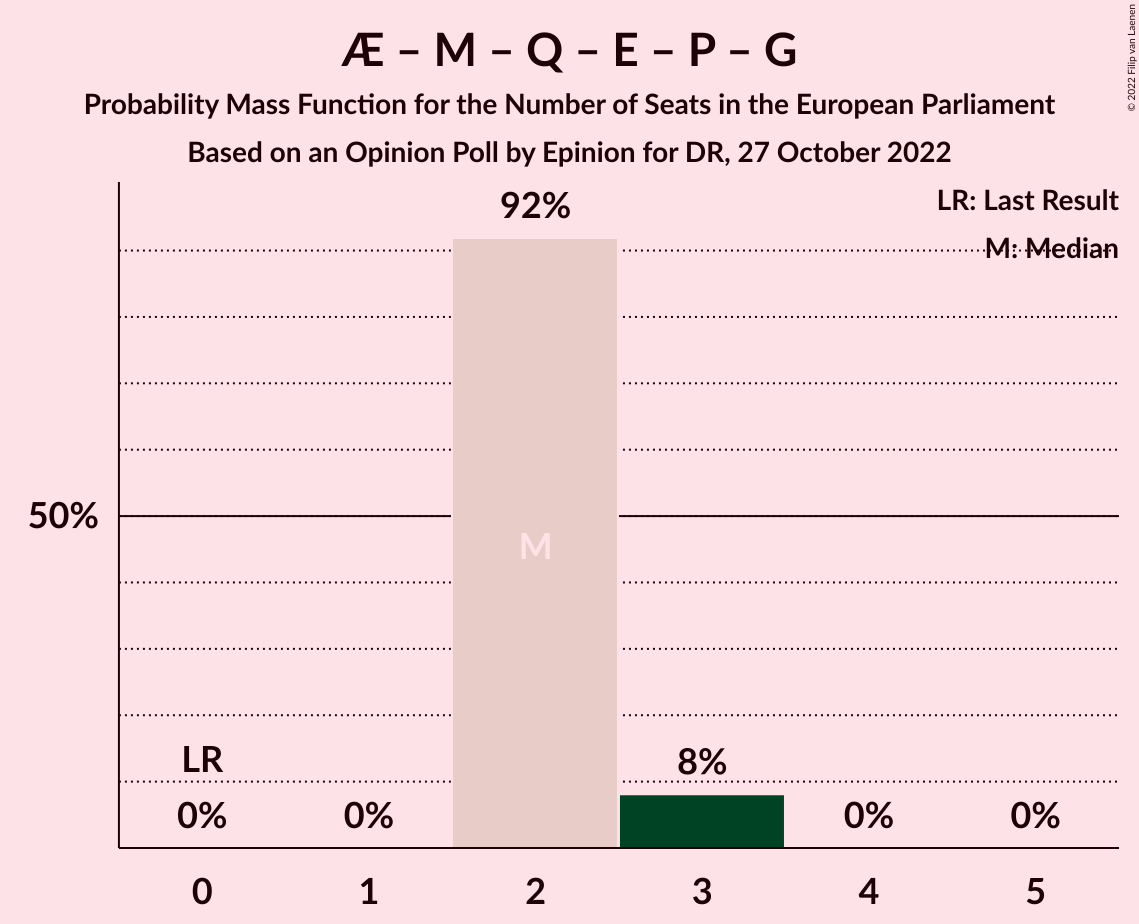 Æ – M – Q – E – P – G
Probability Mass Function for the Number of Seats in the European Parliament
Based on an Opinion Poll by Epinion for DR, 27 October 2022
© 2022 Filip van Laenen
LR: Last Result
M: Median
92%
50%
M
LR
8%
0%
0%
0%
0%
0
1
2
3
4
5